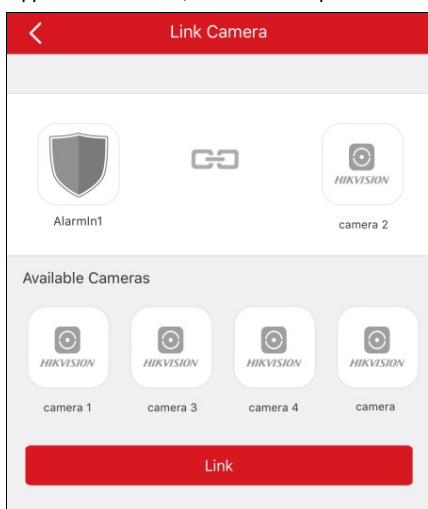 Link Camera
HIKVISION
AlarmIn1
camera 2
Available Cameras
HIKVISION HIKVISION HIKVISION HIKVISION
camera 1 camera 3 camera 4 camera
Link